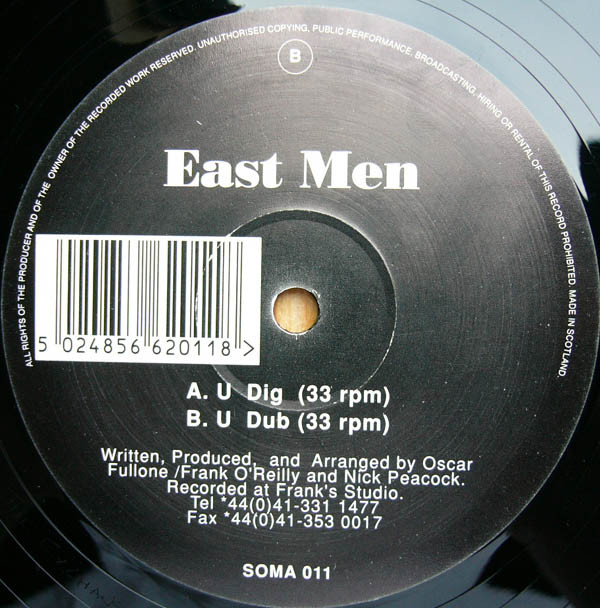 ALL RIGHTS OF THE PRODUCER AND OF THE OWNER OF THE RECORDED WORK RESERVED. UNAUTHORISED COPYING, PUBLIC PERFORMANCE, BROADCASTING, HIRING OR RENTAL OF THIS RECORD PROHIBITED. MADE IN SCOTLAND.
B
East Men
5 024856 620118 >
A. U Dig (33 rpm)
B. U Dub (33 rpm)
Written, Produced, and Arranged by Oscar
Fullone /Frank O'Reilly and Nick Peacock.
Recorded at Frank's Studio.
Tel *44(0)41-331 1477
Fax *44(0)41-353 0017
SOMA 011